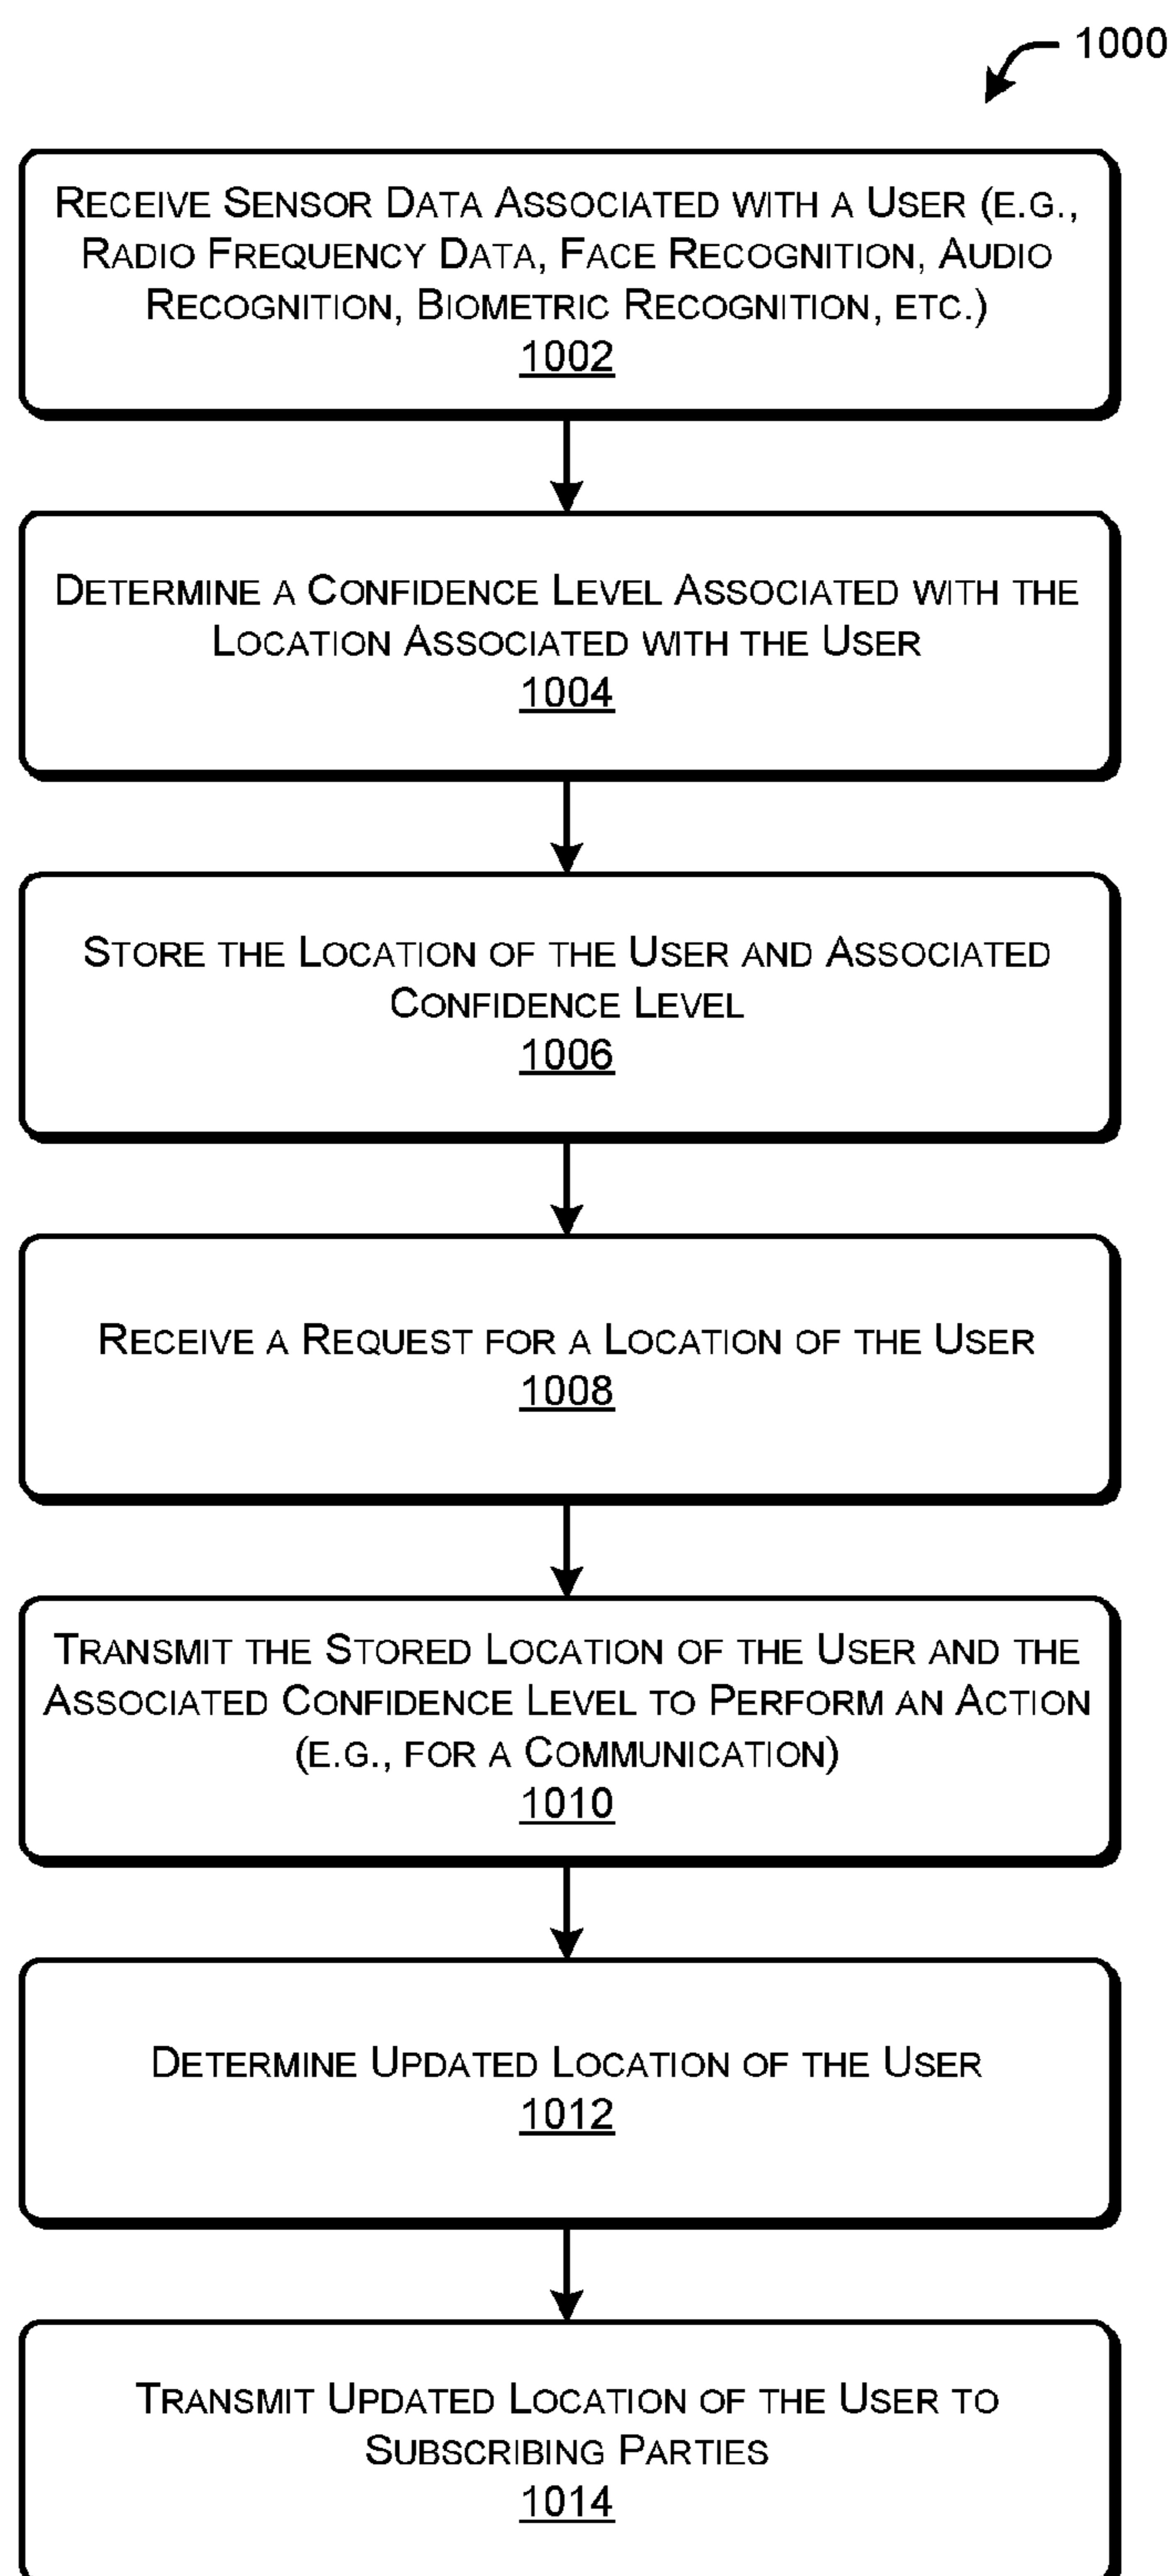 1000
RECEIVE SENSOR DATA ASSOCIATED WITH A USER (E.G.,
RADIO FREQUENCY DATA, FACE RECOGNITION, AUDIO
RECOGNITION, BIOMETRIC RECOGNITION, ETC.)
1002
DETERMINE A CONFIDENCE LEVEL ASSOCIATED WITH THE
LOCATION ASSOCIATED WITH THE USER
1004
STORE THE LOCATION OF THE USER AND ASSOCIATED
CONFIDENCE LEVEL
1006
RECEIVE A REQUEST FOR A LOCATION OF THE USER
1008
TRANSMIT THE STORED LOCATION OF THE USER AND THE
ASSOCIATED CONFIDENCE LEVEL TO PERFORM AN ACTION
(E.G., FOR A COMMUNICATION)
1010
DETERMINE UPDATED LOCATION OF THE USER
1012
TRANSMIT UPDATED LOCATION OF THE USER TO
SUBSCRIBING PARTIES
1014